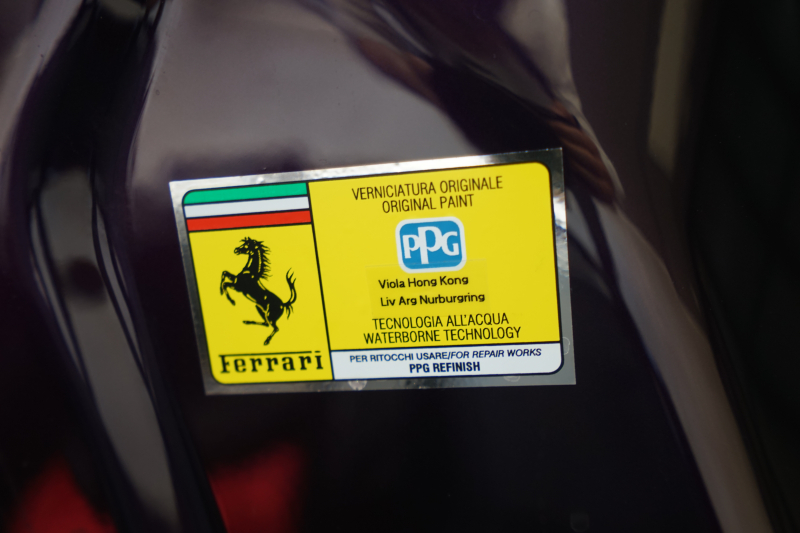 Ferrari
VERNICIATURA ORIGINALE
ORIGINAL PAINT
PPG
Viola Hong Kong
Liv Arg Nurburgring
TECNOLOGIA ALL'ACQUA
WATERBORNE TECHNOLOGY
PER RITOCCHI USARE/FOR REPAIR WORKS
PPG REFINISH